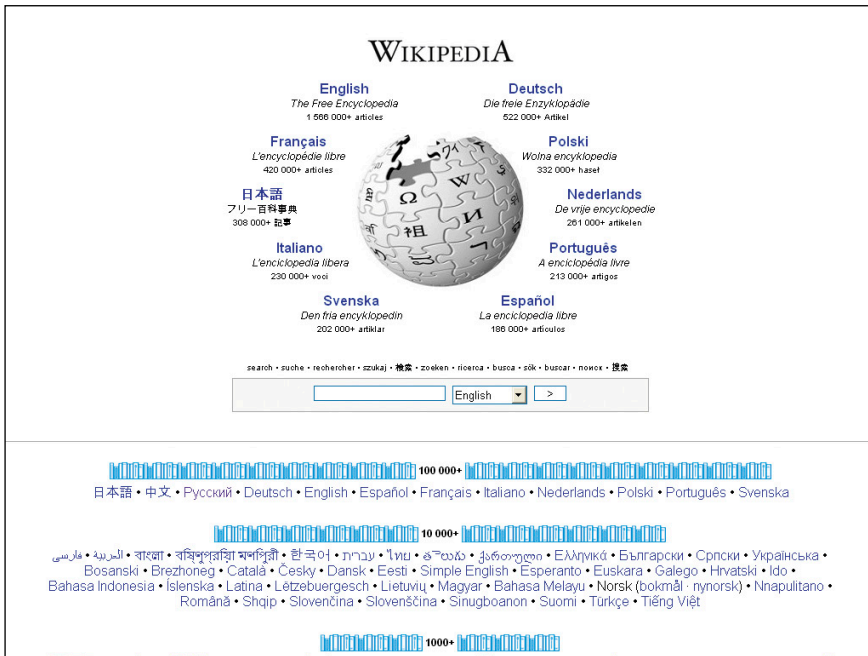 WIKIPEDIA
English
The Free Encyclopedia
1 566 000+ articles
Deutsch
Die freie Enzyklopädie
522 000+ Artikel
Français
L'encyclopédie libre
420 000+ articles
Polski
Wolna encyklopedia
332 000+ haseł
日本語
フリー百科事典
308 000+ 記事
Nederlands
De vrije encyclopedie
261 000+ artikelen
Italiano
L'enciclopedia libera
230 000+ voci
Português
A enciclopédia livre
213 000+ artigos
Svenska
Den fria encyklopedin
202 000+ artiklar
Español
La enciclopedia libre
186 000+ artículos
Ω W 祖 И
search • suche • rechercher • szukaj • 検索 • zoeken • ricerca • busca • sök • buscar • поиск • 搜索
English >
100 000+
日本語 • 中文 • Русский • Deutsch • English • Español • Français • Italiano • Nederlands • Polski • Português • Svenska
10 000+
العربية • فارسی • বাংলা • 한국어 • עברית • ไทย • ქართული • Ελληνικά • Български • Српски • Українська •
Bosanski • Brezhoneg • Català • Česky • Dansk • Eesti • Simple English • Esperanto • Euskara • Galego • Hrvatski • Ido •
Bahasa Indonesia • Íslenska • Latina • Lëtzebuergesch • Lietuvių • Magyar • Bahasa Melayu • Norsk (bokmål · nynorsk) • Nnapulitano •
Română • Shqip • Slovenčina • Slovenščina • Sinugboanon • Suomi • Türkçe • Tiếng Việt
1000+